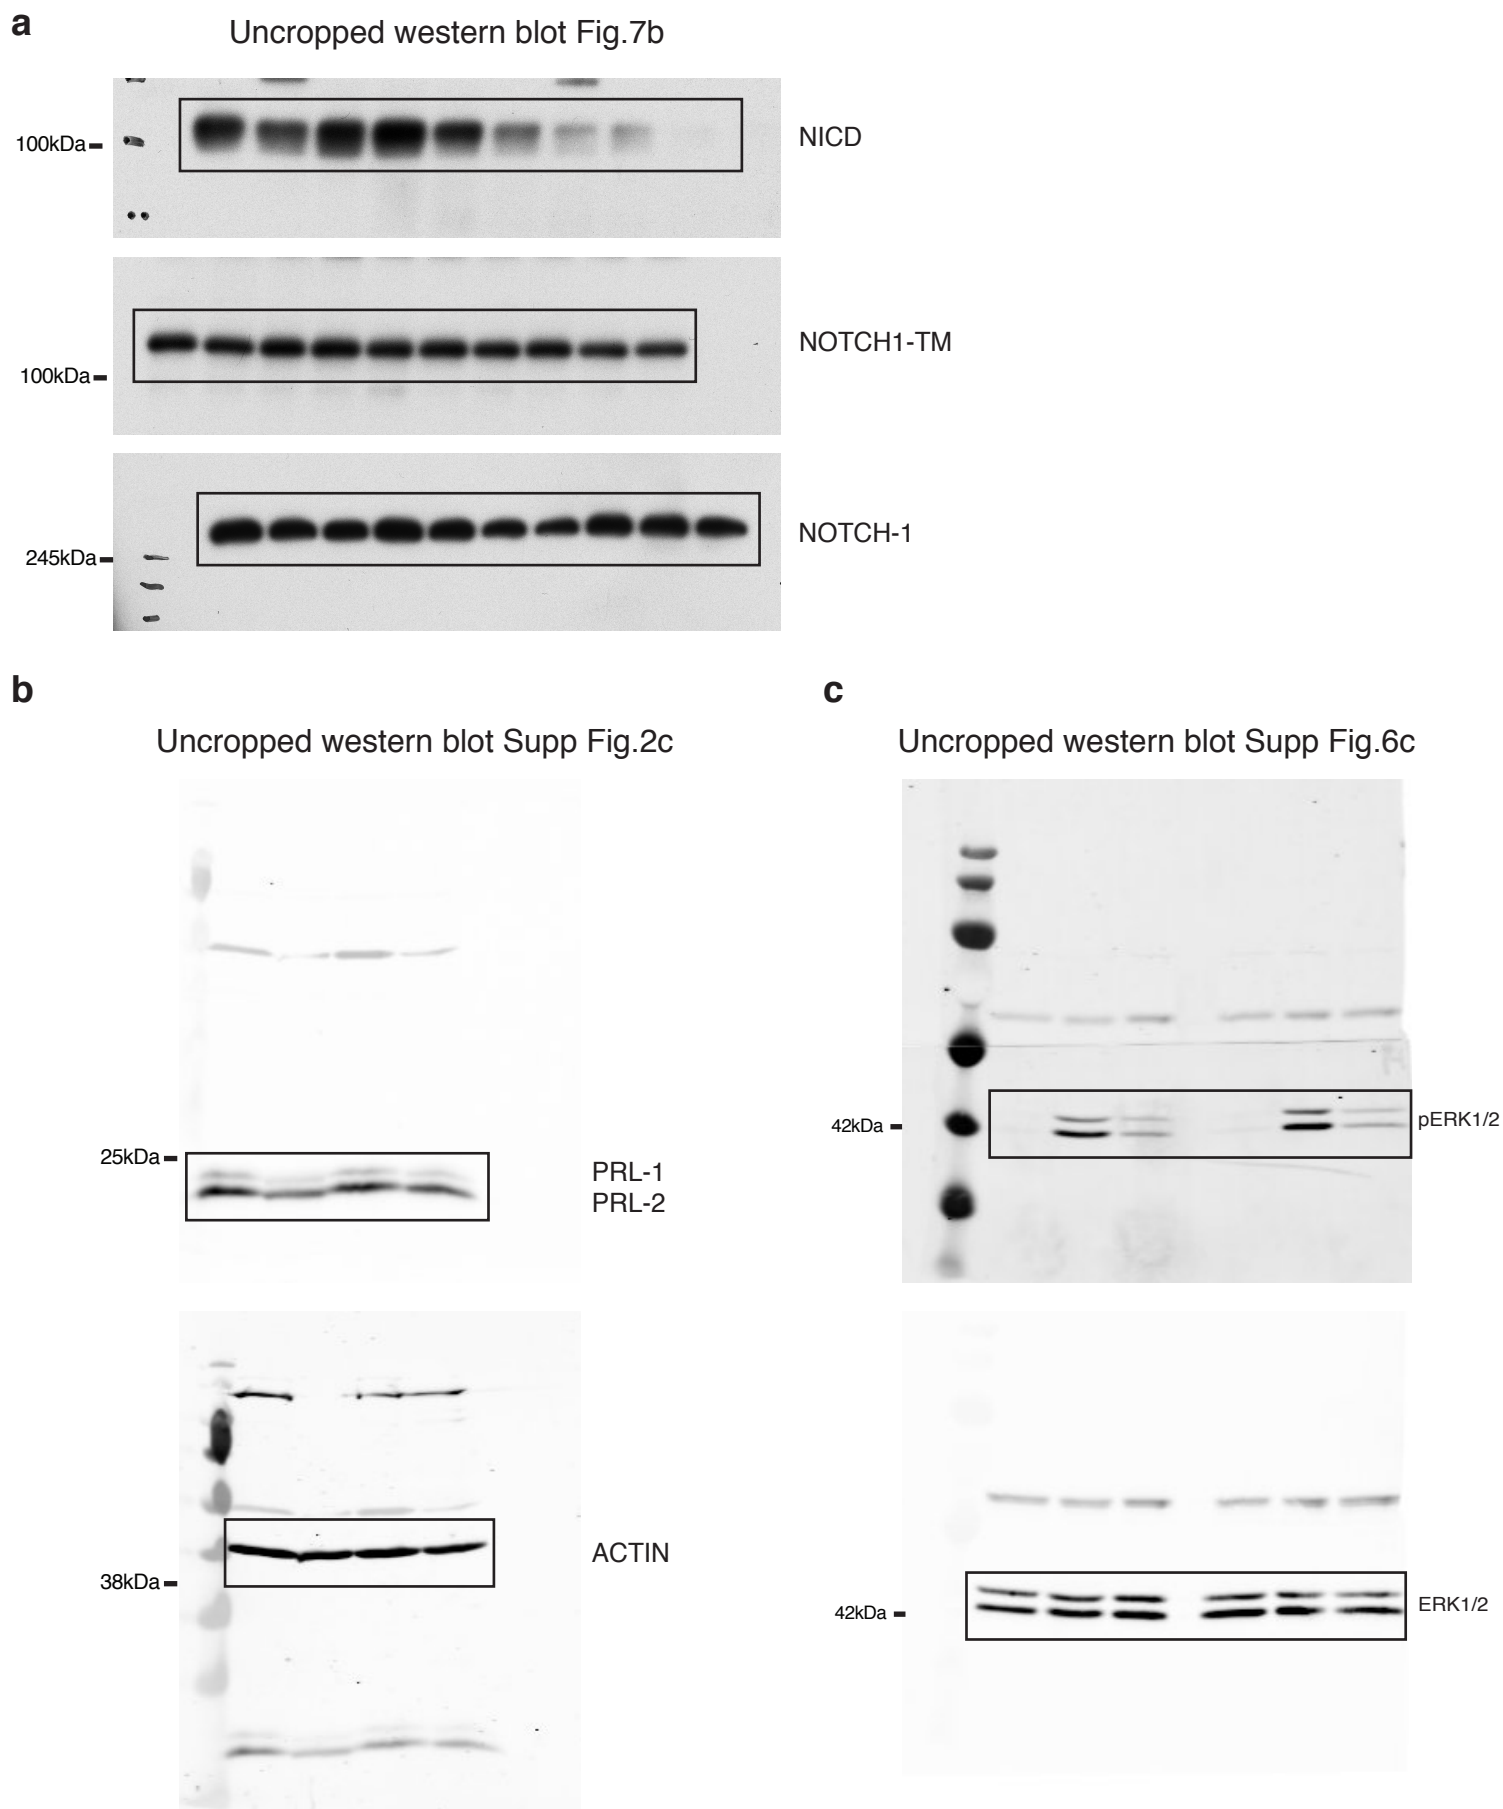 a
Uncropped western blot Fig.7b
100kDa
NICD
NOTCH1-TM
100kDa
NOTCH-1
245kDa
b
Uncropped western blot Supp Fig.2c
25kDa
PRL-1
PRL-2
ACTIN
38kDa
c
Uncropped western blot Supp Fig.6c
42kDa
pERK1/2
42kDa
ERK1/2